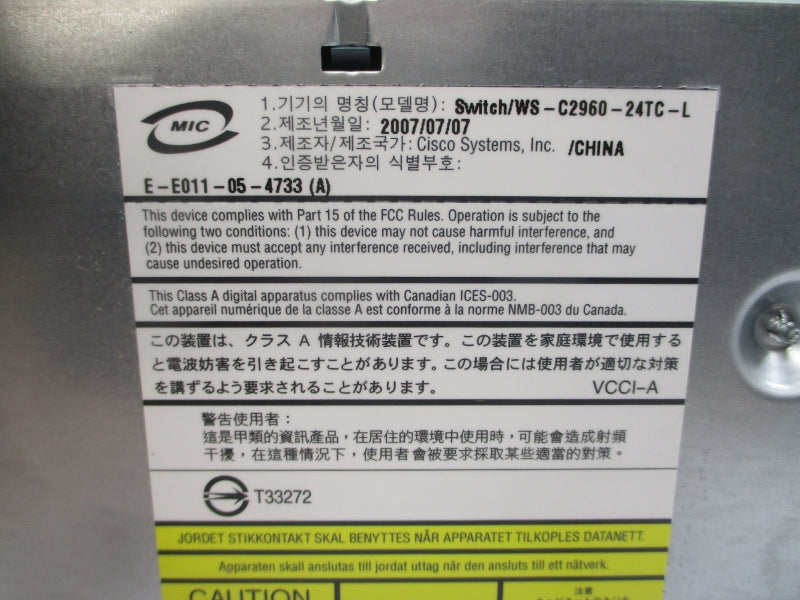 MIC
1.기기의 명칭(모델명): Switch/WS-C2960-24TC-L
2.제조년월일: 2007/07/07
3.제조자/제조국가: Cisco Systems, Inc. /CHINA
4.인증받은자의 식별부호:
E-E011-05-4733 (A)
This device complies with Part 15 of the FCC Rules. Operation is subject to the
following two conditions: (1) this device may not cause harmful interference, and
(2) this device must accept any interference received, including interference that may
cause undesired operation.
This Class A digital apparatus complies with Canadian ICES-003.
Cet appareil numérique de la classe A est conforme à la norme NMB-003 du Canada.
この装置は、クラス A 情報技術装置です。この装置を家庭環境で使用する
と電波妨害を引き起こすことがあります。この場合には使用者が適切な対策
を講ずるよう要求されることがあります。 VCCI-A
警告使用者：
這是甲類的資訊產品，在居住的環境中使用時，可能會造成射頻
干擾，在這種情況下，使用者會被要求採取某些適當的對策。
T33272
JORDET STIKKONTAKT SKAL BENYTTES NÅR APPARATET TILKOPLES DATANETT.
Apparaten skall anslutas till jordat uttag när den ansluts till ett nätverk.
CAUTION
注意